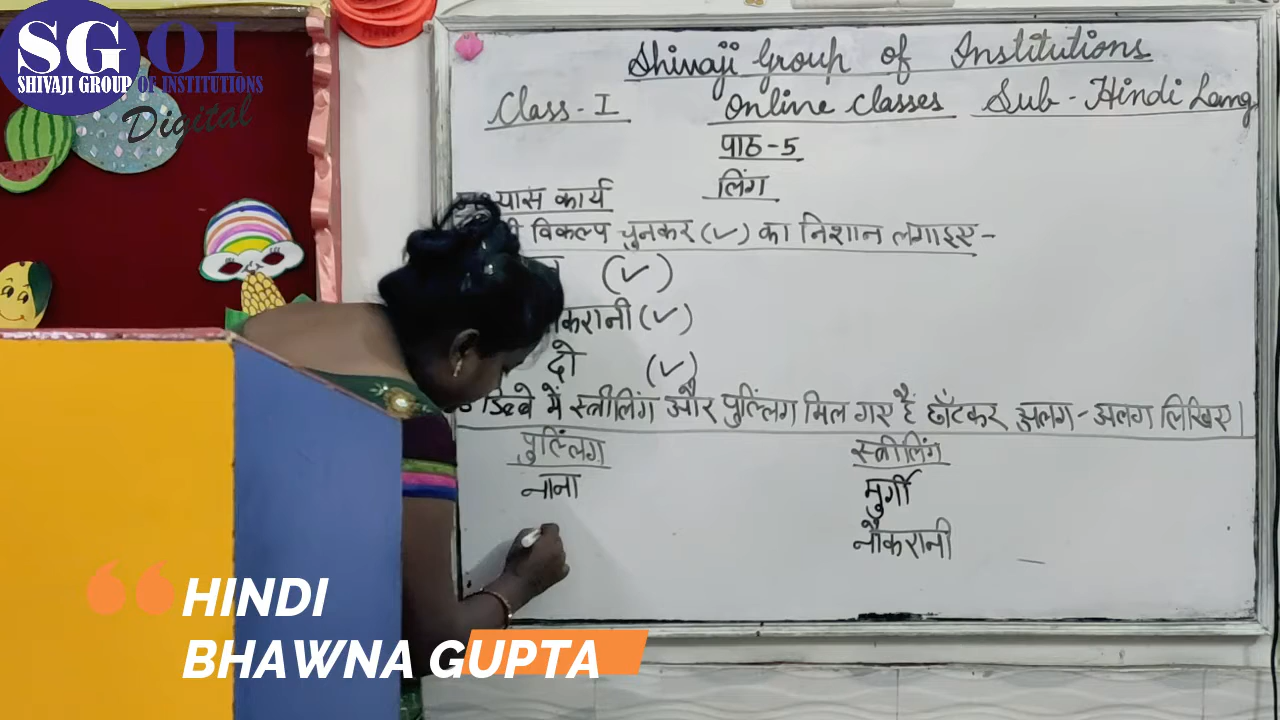 SGOI
SHIVAJI GROUP OF INSTITUTIONS
Digital
Shivaji Group of Institutions
Class - I Online classes Sub - Hindi Lang
पाठ-5
लिंग
कार्य
विकल्प चुनकर (✓) का निशान लगाइए -
(✓)
(✓)
दो (✓)
डिब्बे में स्त्रीलिंग और पुल्लिंग मिल गए हैं छाँटकर अलग - अलग लिखिए।
पुल्लिंग स्त्रीलिंग
नाना मुर्गी
नौकरानी
HINDI
BHAWNA GUPTA